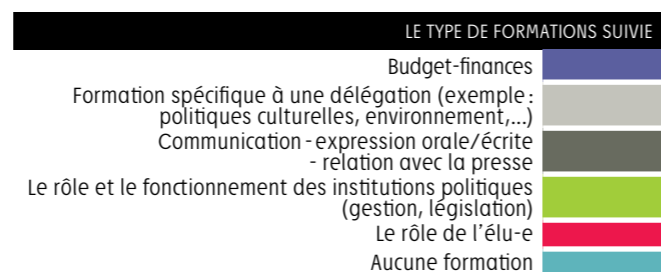 LE TYPE DE FORMATIONS SUIVIE
Budget-finances
Formation spécifique à une délégation (exemple :
politiques culturelles, environnement,...)
Communication - expression orale/écrite
- relation avec la presse
Le rôle et le fonctionnement des institutions politiques
(gestion, législation)
Le rôle de l'élu-e
Aucune formation